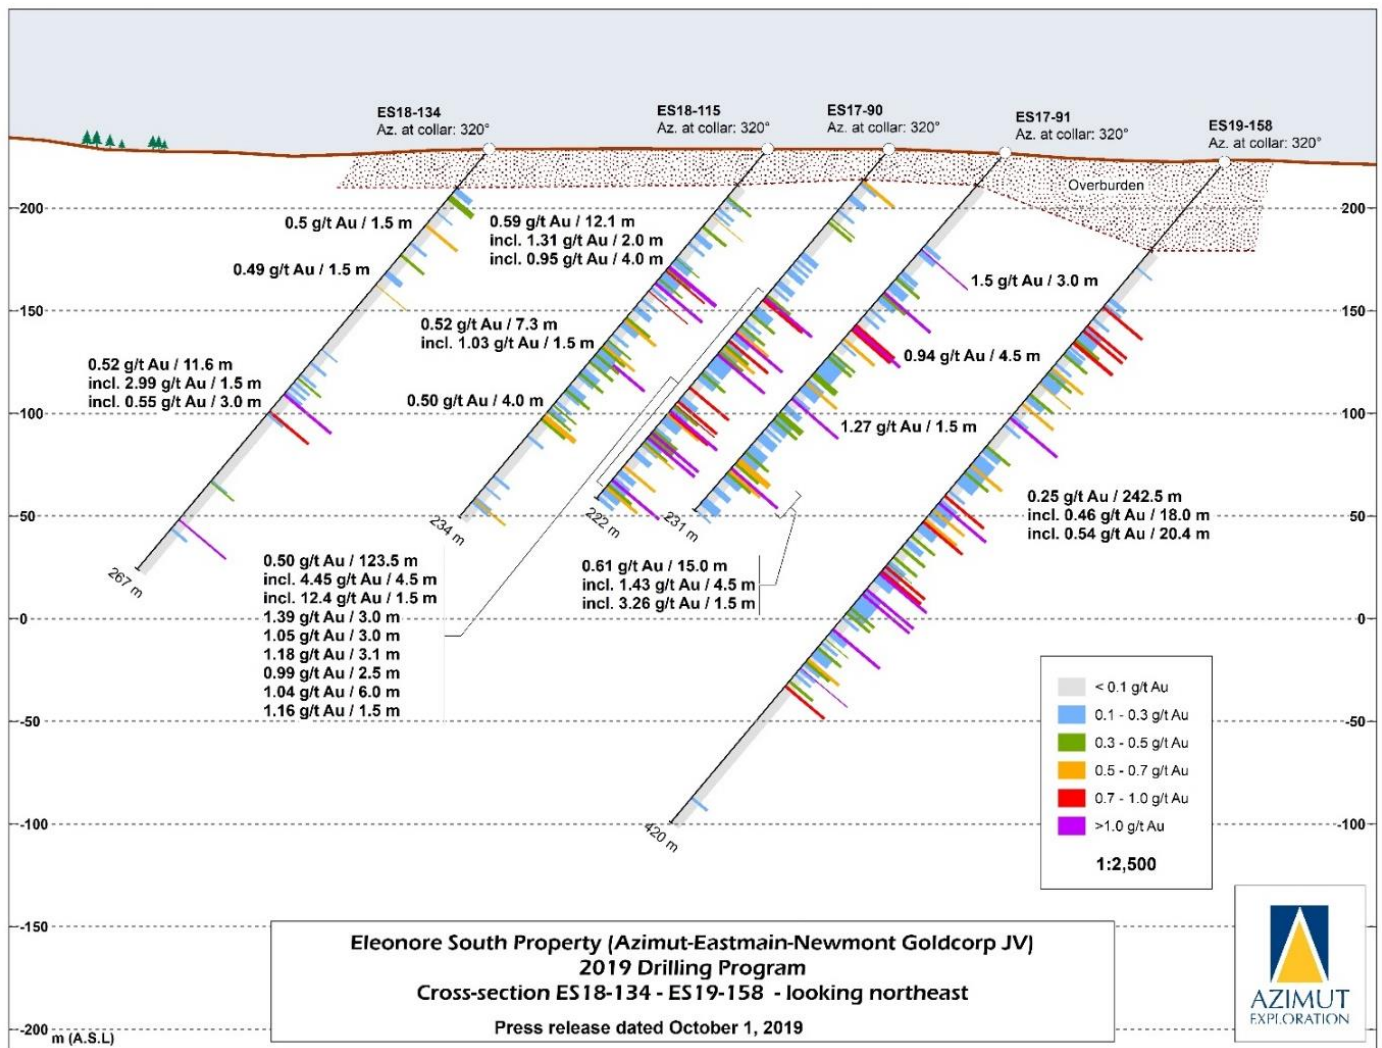 ES18-134
Az. at collar: 320°
ES18-115
Az. at collar: 320°
ES17-90
Az. at collar: 320°
ES17-91
Az. at collar: 320°
ES19-158
Az. at collar: 320°
Overburden
200
200
150
150
100
100
50
50
0
0
-50
-50
-100
-100
-150
-200
m (A.S.L)
0.5 g/t Au / 1.5 m
0.49 g/t Au / 1.5 m
0.52 g/t Au / 11.6 m
incl. 2.99 g/t Au / 1.5 m
incl. 0.55 g/t Au / 3.0 m
267 m
0.59 g/t Au / 12.1 m
incl. 1.31 g/t Au / 2.0 m
incl. 0.95 g/t Au / 4.0 m
0.52 g/t Au / 7.3 m
incl. 1.03 g/t Au / 1.5 m
0.50 g/t Au / 4.0 m
234 m
0.50 g/t Au / 123.5 m
incl. 4.45 g/t Au / 4.5 m
incl. 12.4 g/t Au / 1.5 m
1.39 g/t Au / 3.0 m
1.05 g/t Au / 3.0 m
1.18 g/t Au / 3.1 m
0.99 g/t Au / 2.5 m
1.04 g/t Au / 6.0 m
1.16 g/t Au / 1.5 m
222 m
1.5 g/t Au / 3.0 m
0.94 g/t Au / 4.5 m
1.27 g/t Au / 1.5 m
231 m
0.61 g/t Au / 15.0 m
incl. 1.43 g/t Au / 4.5 m
incl. 3.26 g/t Au / 1.5 m
0.25 g/t Au / 242.5 m
incl. 0.46 g/t Au / 18.0 m
incl. 0.54 g/t Au / 20.4 m
420 m
< 0.1 g/t Au
0.1 - 0.3 g/t Au
0.3 - 0.5 g/t Au
0.5 - 0.7 g/t Au
0.7 - 1.0 g/t Au
>1.0 g/t Au
1:2,500
Eleonore South Property (Azimut-Eastmain-Newmont Goldcorp JV)
2019 Drilling Program
Cross-section ES18-134 - ES19-158 - looking northeast
Press release dated October 1, 2019
AZIMUT
EXPLORATION